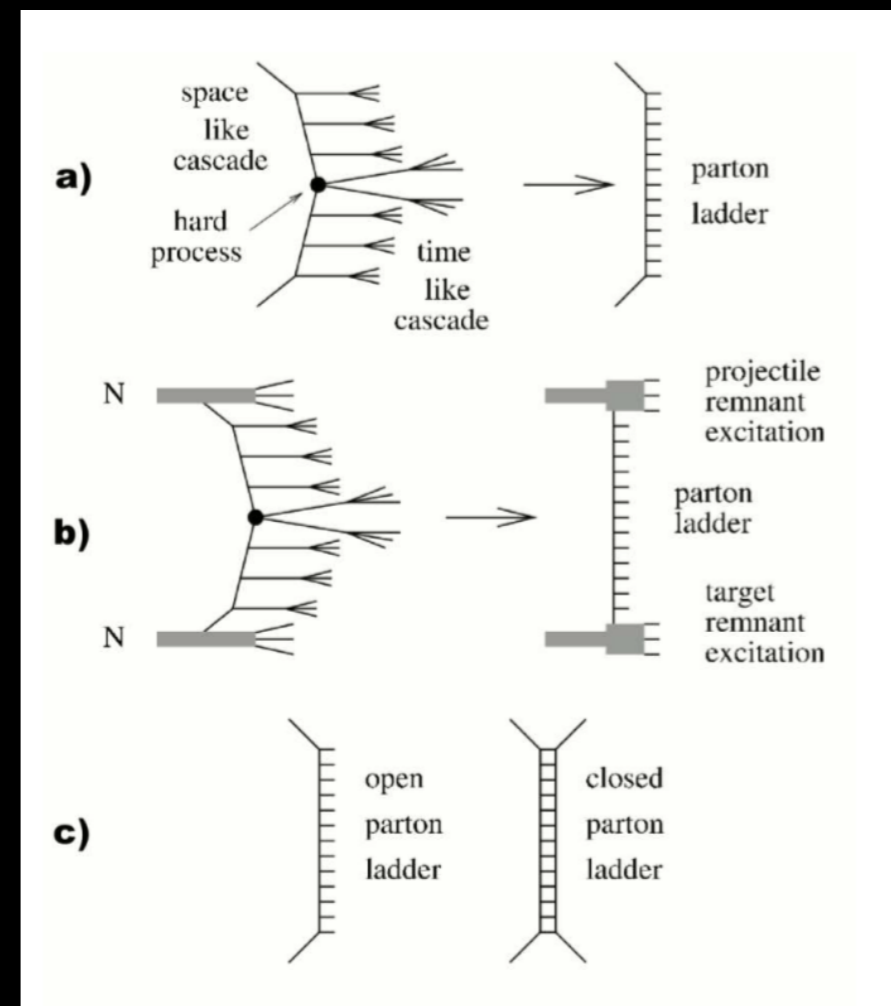 a)
space
like
cascade
hard
process
time
like
cascade
parton
ladder
b)
N
N
projectile
remnant
excitation
parton
ladder
target
remnant
excitation
c)
open
parton
ladder
closed
parton
ladder